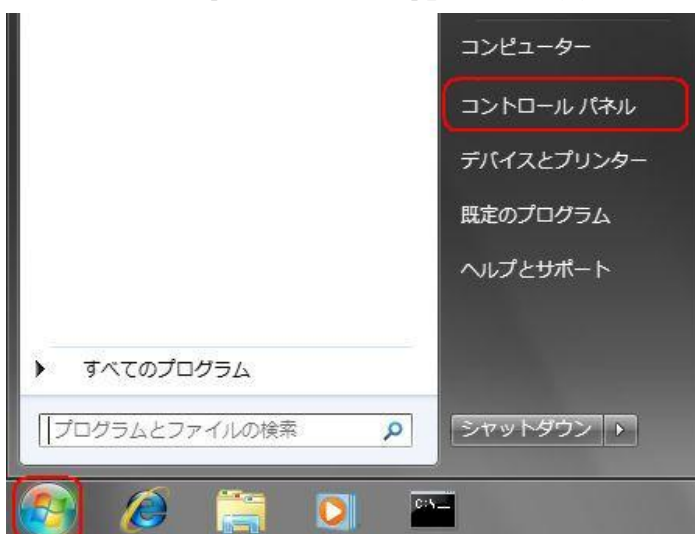 コンピューター
コントロール パネル
デバイスとプリンター
既定のプログラム
ヘルプとサポート
すべてのプログラム
プログラムとファイルの検索
シャットダウン
C:\_